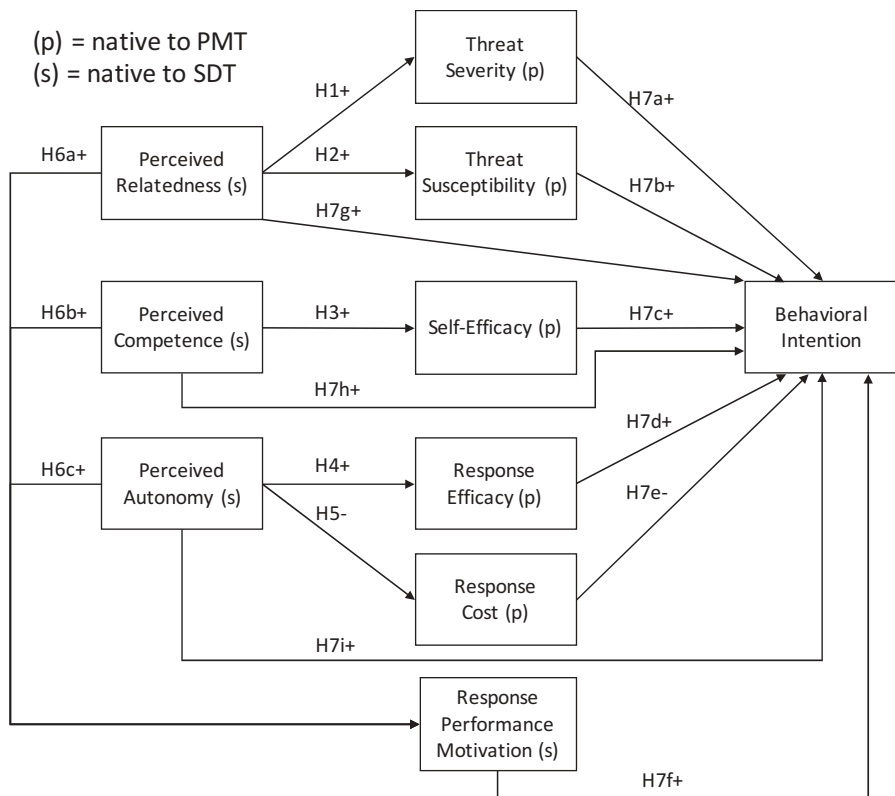 (p) = native to PMT
(s) = native to SDT
Threat
Severity (p)
H1+
H7a+
H6a+
Perceived
Relatedness (s)
H2+
Threat
Susceptibility (p)
H7b+
H7g+
H6b+
Perceived
Competence (s)
H3+
Self-Efficacy (p)
H7c+
Behavioral
Intention
H7h+
H7d+
H6c+
Perceived
Autonomy (s)
H4+
Response
Efficacy (p)
H7e-
H5-
Response
Cost (p)
H7i+
Response
Performance
Motivation (s)
H7f+